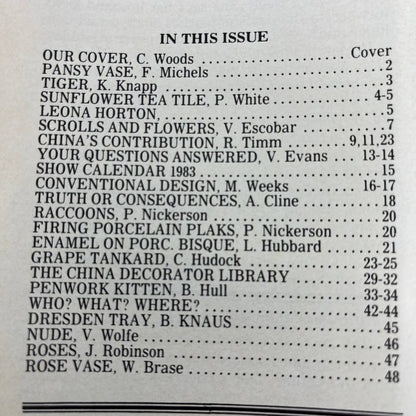 IN THIS ISSUE
OUR COVER, C. Woods . . . . . . . . . . . . . . . . . . . Cover
PANSY VASE, F. Michels . . . . . . . . . . . . . . . . . . . 2
TIGER, K. Knapp . . . . . . . . . . . . . . . . . . . 3
SUNFLOWER TEA TILE, P. White . . . . . . . . . . . 4-5
LEONA HORTON, . . . . . . . . . . . . . . . . . . . 5
SCROLLS AND FLOWERS, V. Escobar . . . . . . . . . 7
CHINA'S CONTRIBUTION, R. Timm . . . . . . . 9,11,23
YOUR QUESTIONS ANSWERED, V. Evans . . . 13-14
SHOW CALENDAR 1983 . . . . . . . . . . . . . . . . . 15
CONVENTIONAL DESIGN, M. Weeks . . . . . . . 16-17
TRUTH OR CONSEQUENCES, A. Cline . . . . . . . . 18
RACCOONS, P. Nickerson . . . . . . . . . . . . . . . . 20
FIRING PORCELAIN PLAKS, P. Nickerson . . . . . 20
ENAMEL ON PORC. BISQUE, L. Hubbard . . . . . 21
GRAPE TANKARD, C. Hudock . . . . . . . . . . . 23-25
THE CHINA DECORATOR LIBRARY . . . . . . . . 29-32
PENWORK KITTEN, B. Hull . . . . . . . . . . . . . 33-34
WHO? WHAT? WHERE? . . . . . . . . . . . . . . . . 42-44
DRESDEN TRAY, B. KNAUS . . . . . . . . . . . . . . . 45
NUDE, V. Wolfe . . . . . . . . . . . . . . . . . . . 46
ROSES, J. Robinson . . . . . . . . . . . . . . . . . . . 47
ROSE VASE, W. Brase . . . . . . . . . . . . . . . . . . . 48